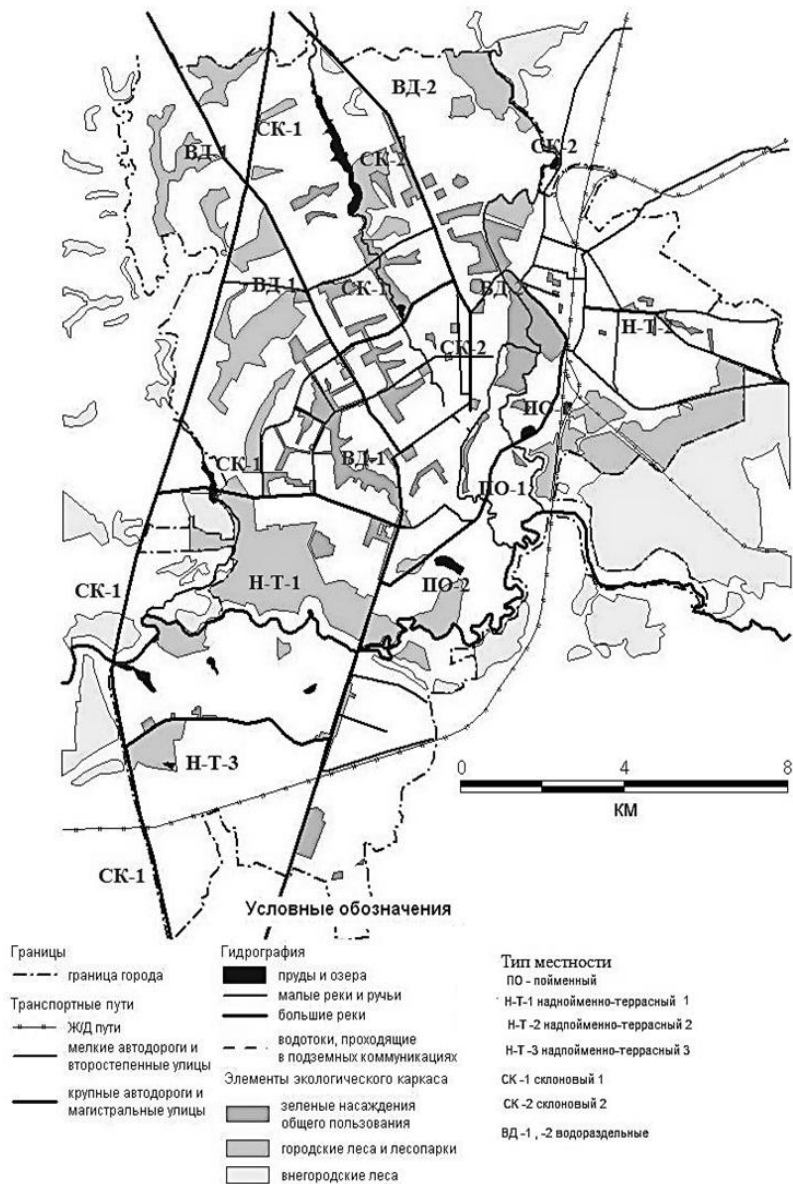 ВД-2
СК-1
СК-2
СК-2
ВД-1
ВД-1
СК-1
ВД-2
СК-2
Н-Т-2
СК-1
ВД-1
ПО-1
Н-Т-1
СК-1
ПО-2
Н-Т-3
СК-1
0 4 8
КМ
Условные обозначения
Границы
граница города
Транспортные пути
Ж/Д пути
мелкие автодороги и
второстепенные улицы
крупные автодороги и
магистральные улицы
Гидрография
пруды и озера
малые реки и ручьи
большие реки
водотоки, проходящие
в подземных коммуникациях
Элементы экологического каркаса
зеленые насаждения
общего пользования
городские леса и лесопарки
внегородские леса
Тип местности
ПО - пойменный
Н-Т-1 наднойменно-террасный 1
Н-Т -2 надпойменно-террасный 2
Н-Т -3 надпойменно-террасный 3
СК -1 склоновый 1
СК -2 склоновый 2
ВД -1 , -2 водораздельные